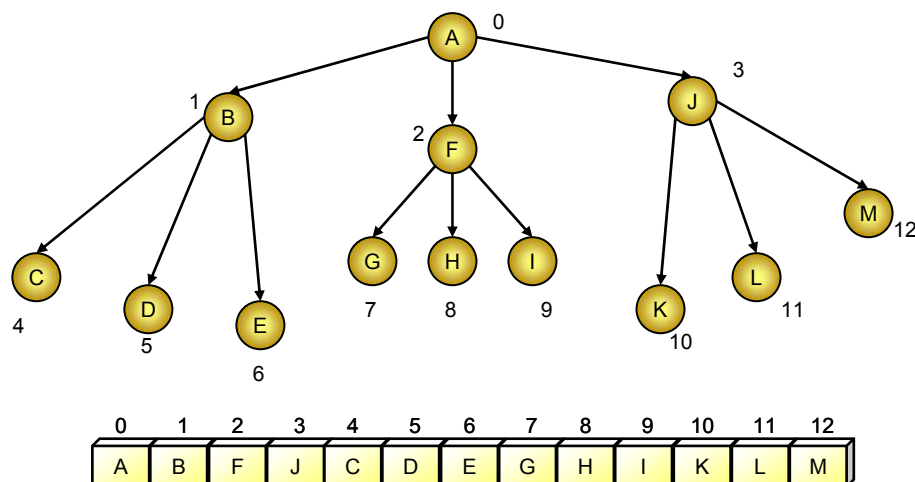 A 0
1 B
J 3
2 F
M 12
C 4
D 5
E 6
G 7
H 8
I 9
K 10
L 11
0 1 2 3 4 5 6 7 8 9 10 11 12
A B F J C D E G H I K L M